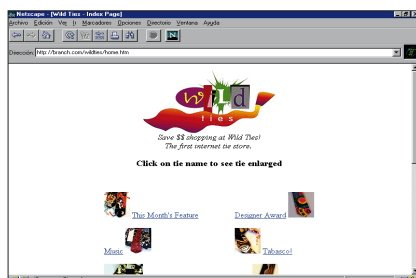 Netscape - [Wild Ties - Index Page]
Archivo Edición Ver Ir Marcadores Opciones Directorio Ventana Ayuda
Dirección: http://branch.com/wildties/home.htm
wild
ties
Save $$ shopping at Wild Ties!
The first internet tie store.
Click on tie name to see tie enlarged
This Month's Feature Designer Award
Music Tabasco!